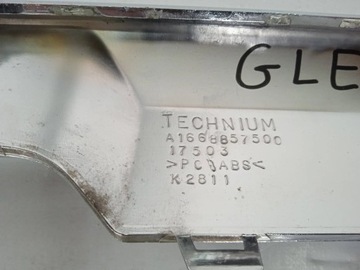 GLE
TECHNIUM
A1668857500
17503
>PC ABS<
K2811